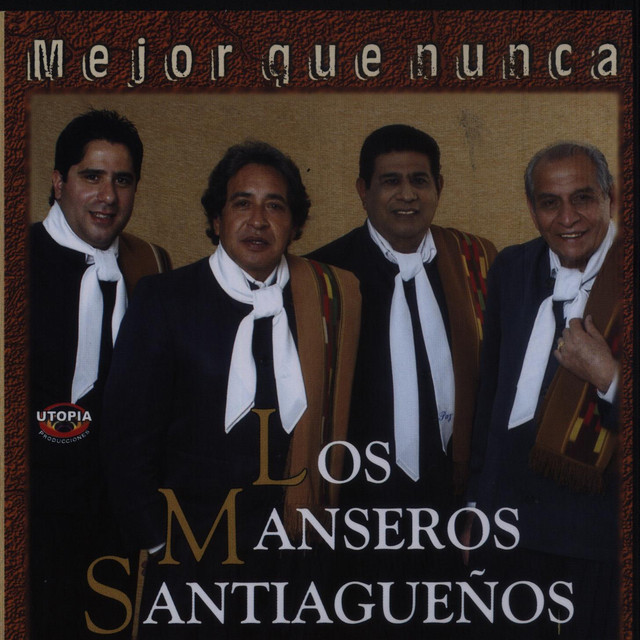 Mejor que nunca
UTOPIA
PRODUCCIONES
LOS
MANSEROS
SANTIAGUEÑOS